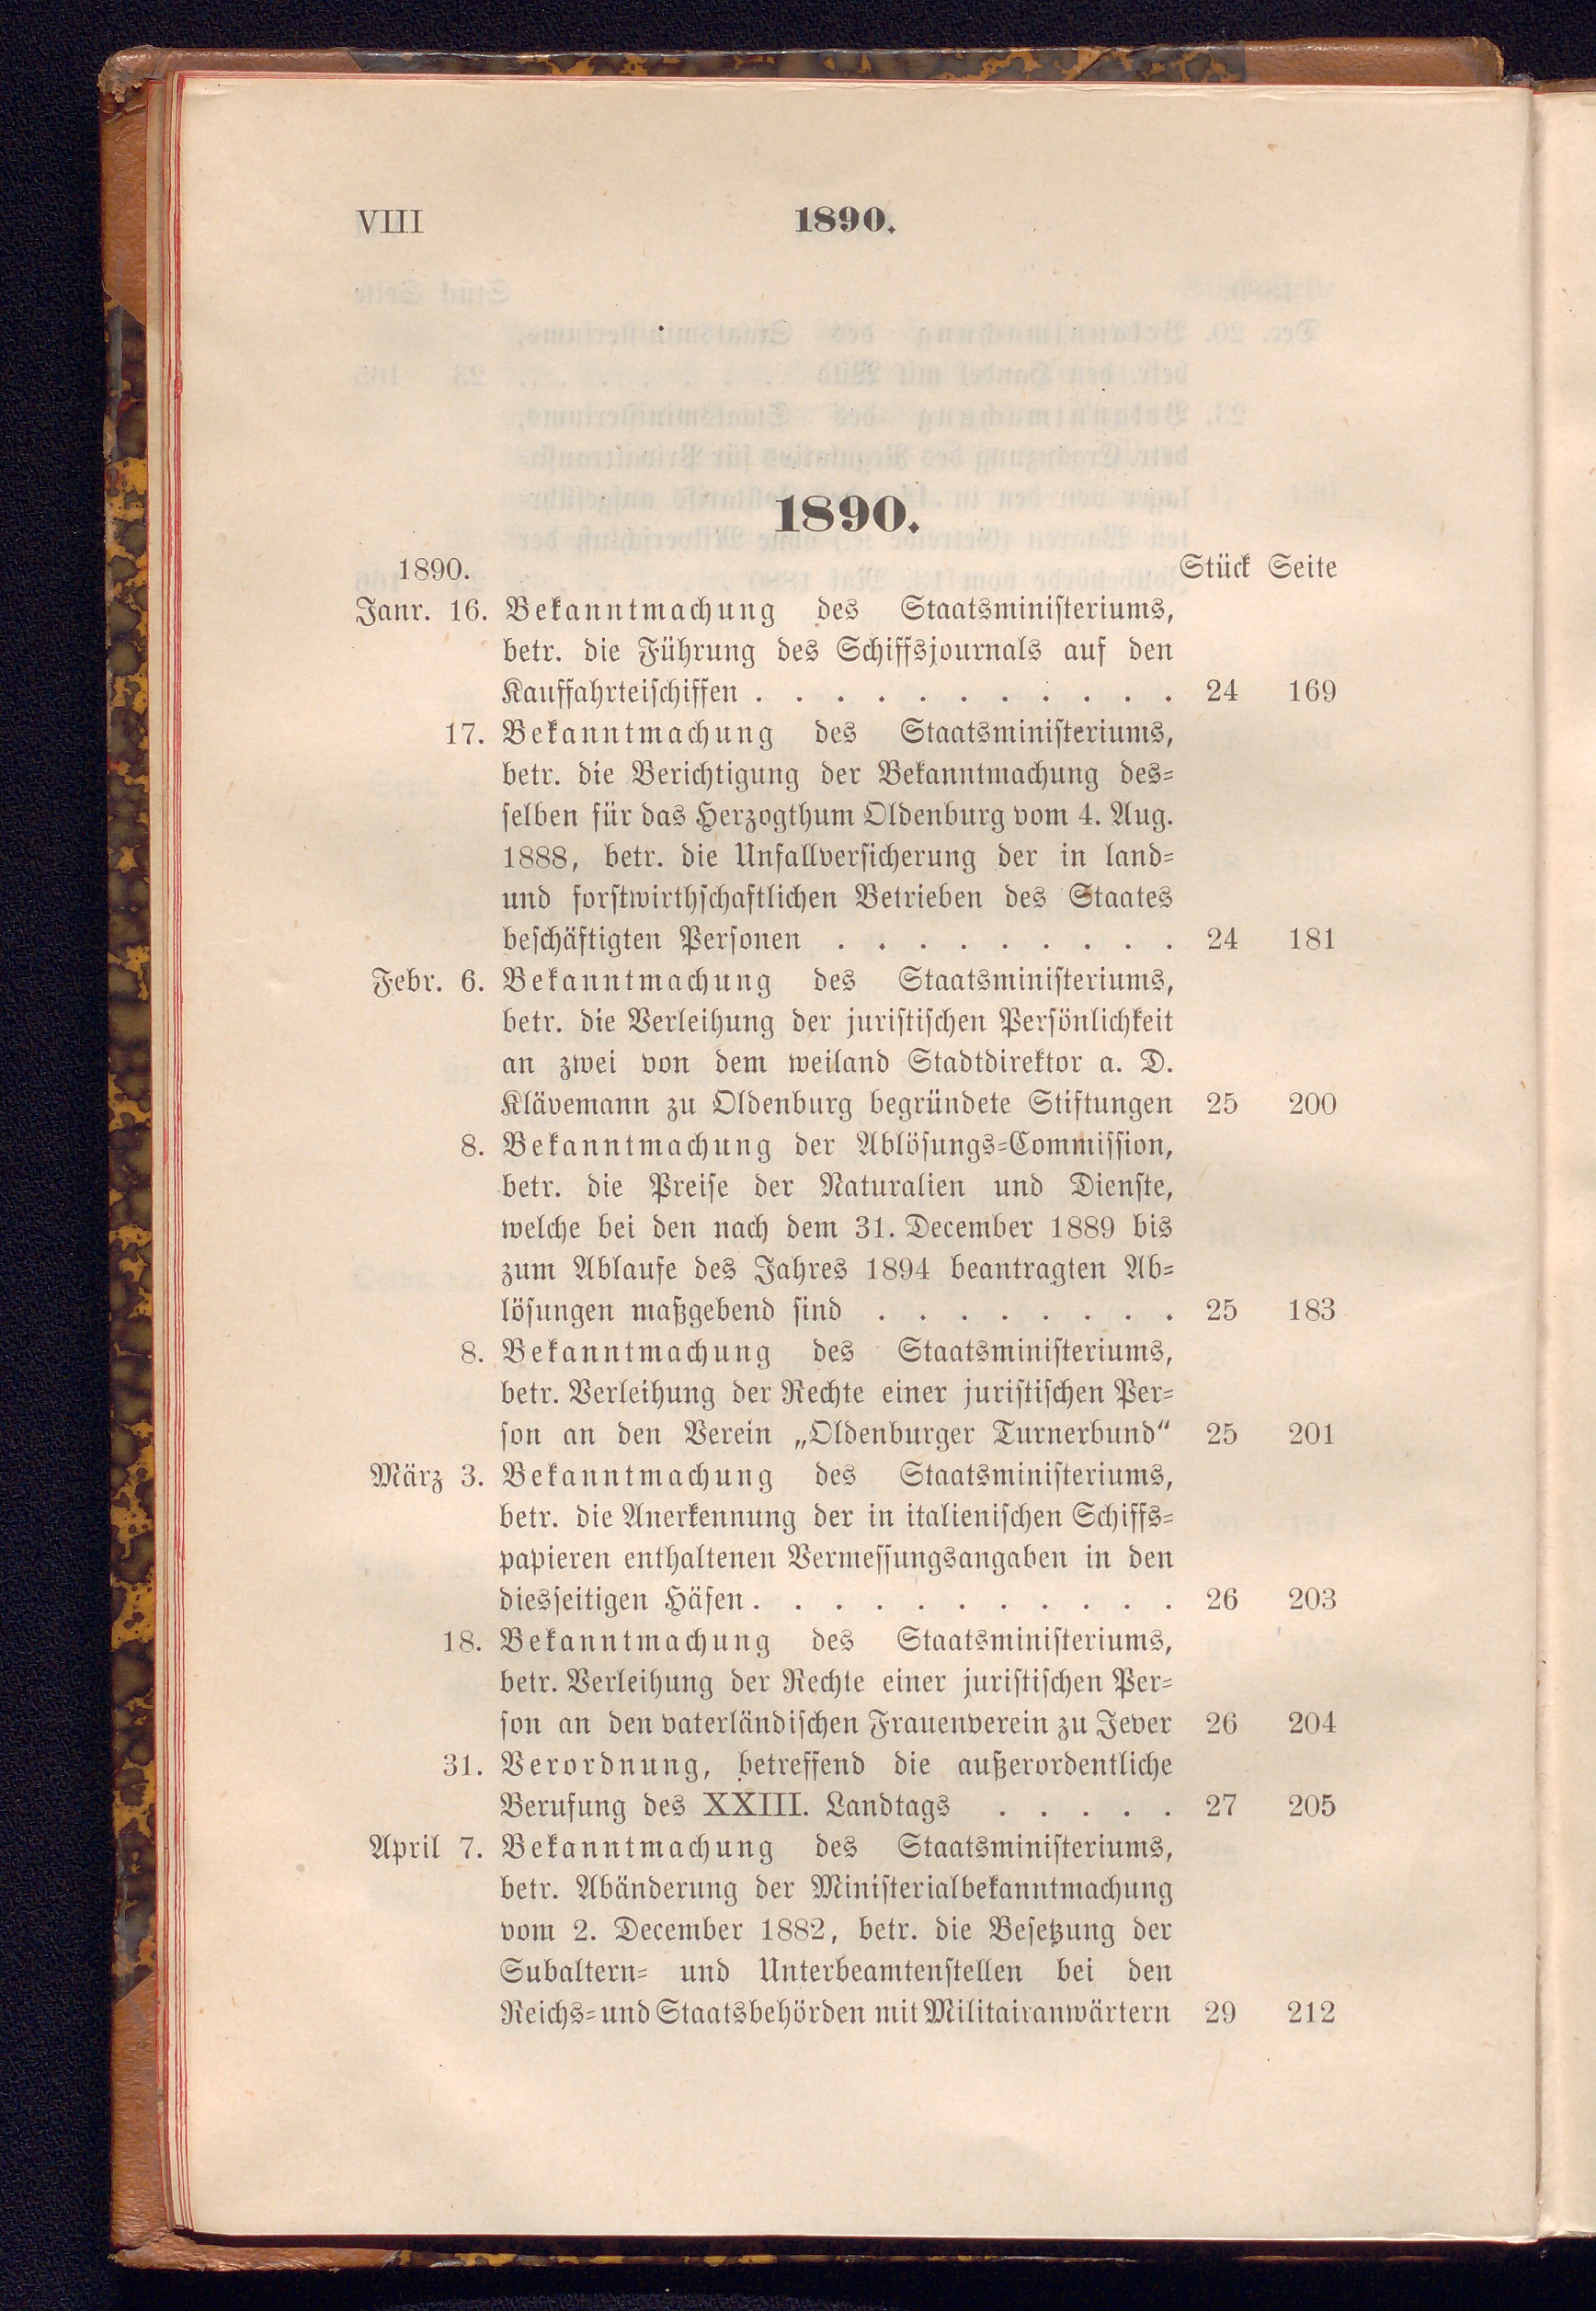 VIII 1890.
1890.
1890. Stück Seite
Janr. 16. Bekanntmachung des Staatsministeriums,
betr. die Führung des Schiffsjournals auf den
Kauffahrteischiffen . . . . . . . . . . . 24 169
17. Bekanntmachung des Staatsministeriums,
betr. die Berichtigung der Bekanntmachung des-
selben für das Herzogthum Oldenburg vom 4. Aug.
1888, betr. die Unfallversicherung der in land-
und forstwirthschaftlichen Betrieben des Staates
beschäftigten Personen . . . . . . . . . 24 181
Febr. 6. Bekanntmachung des Staatsministeriums,
betr. die Verleihung der juristischen Persönlichkeit
an zwei von dem weiland Stadtdirektor a. D.
Klävemann zu Oldenburg begründete Stiftungen 25 200
8. Bekanntmachung der Ablösungs-Commission,
betr. die Preise der Naturalien und Dienste,
welche bei den nach dem 31. December 1889 bis
zum Ablaufe des Jahres 1894 beantragten Ab-
lösungen maßgebend sind . . . . . . . . 25 183
8. Bekanntmachung des Staatsministeriums,
betr. Verleihung der Rechte einer juristischen Per-
son an den Verein „Oldenburger Turnerbund“ 25 201
März 3. Bekanntmachung des Staatsministeriums,
betr. die Anerkennung der in italienischen Schiffs-
papieren enthaltenen Vermessungsangaben in den
diesseitigen Häfen . . . . . . . . . . . 26 203
18. Bekanntmachung des Staatsministeriums,
betr. Verleihung der Rechte einer juristischen Per-
son an den vaterländischen Frauenverein zu Jever 26 204
31. Verordnung, betreffend die außerordentliche
Berufung des XXIII. Landtags . . . . . 27 205
April 7. Bekanntmachung des Staatsministeriums,
betr. Abänderung der Ministerialbekanntmachung
vom 2. December 1882, betr. die Besetzung der
Subaltern- und Unterbeamtenstellen bei den
Reichs- und Staatsbehörden mit Militairanwärtern 29 212